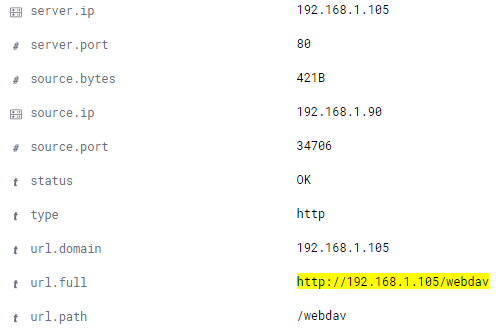 server.ip 192.168.1.105
# server.port 80
# source.bytes 421B
source.ip 192.168.1.90
# source.port 34706
t status OK
t type http
t url.domain 192.168.1.105
t url.full http://192.168.1.105/webdav
t url.path /webdav